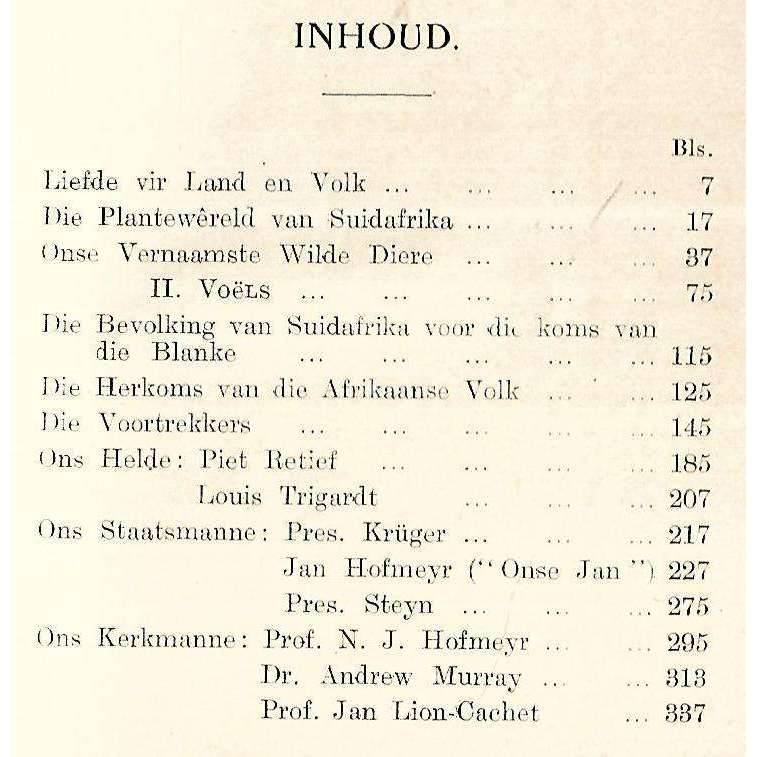 INHOUD.
Bls.
Liefde vir Land en Volk ... ... ... ... 7
Die Plantewêreld van Suidafrika ... ... ... 17
Onse Vernaamste Wilde Diere ... ... ... 37
II. VOËLS ... ... ... ... ... 75
Die Bevolking van Suidafrika voor die koms van
die Blanke ... ... ... ... ... 115
Die Herkoms van die Afrikaanse Volk ... ... 125
Die Voortrekkers ... ... ... ... ... 145
Ons Helde: Piet Retief ... ... ... ... 185
Louis Trigardt ... ... ... 207
Ons Staatsmanne: Pres. Krüger ... ... ... 217
Jan Hofmeyr ("Onse Jan") 227
Pres. Steyn ... ... ... 275
Ons Kerkmanne: Prof. N. J. Hofmeyr ... ... 295
Dr. Andrew Murray ... ... 313
Prof. Jan Lion-Cachet ... 337